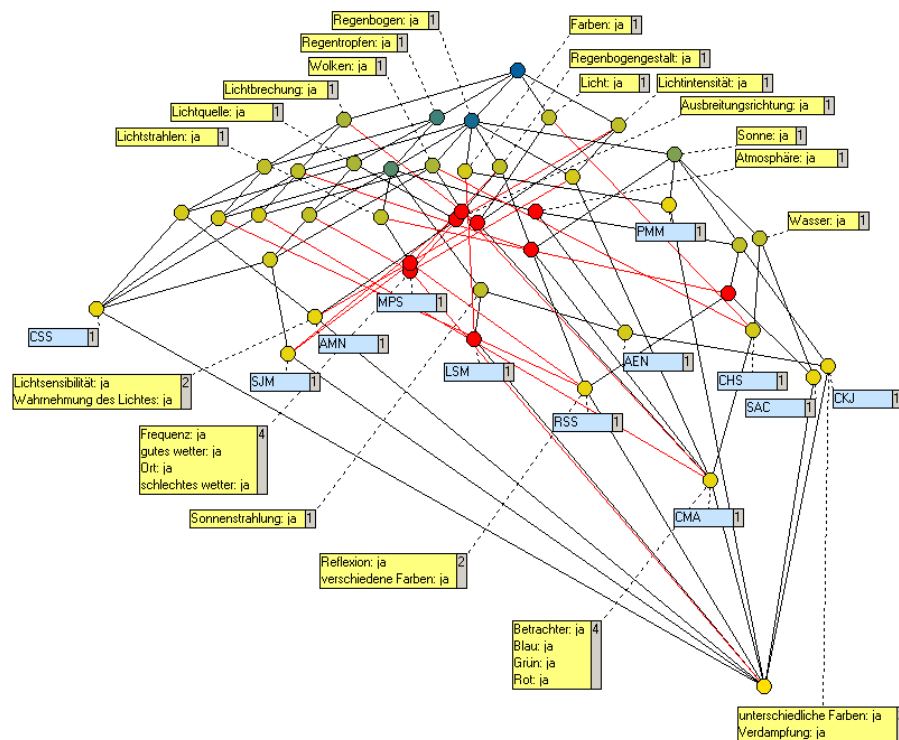 Regenbogen: ja 1
Farben: ja 1
Regentropfen: ja 1
Regenbogengestalt: ja 1
Wolken: ja 1
Licht: ja 1
Lichtintensität: ja 1
Lichtbrechung: ja 1
Ausbreitungsrichtung: ja 1
Lichtquelle: ja 1
Lichtstrahlen: ja 1
Sonne: ja 1
Atmosphäre: ja 1
Wasser: ja 1
PMM 1
MPS 1
CSS 1
AMN 1
SJM 1
LSM 1
AEN 1
CHS 1
SAC 1
CKJ 1
RSS 1
CMA 1
Lichtsensibilität: ja 2
Wahrnehmung des Lichtes: ja
Frequenz: ja 4
gutes wetter: ja
Ort: ja
schlechtes wetter: ja
Sonnenstrahlung: ja 1
Reflexion: ja 2
verschiedene Farben: ja
Betrachter: ja 4
Blau: ja
Grün: ja
Rot: ja
unterschiedliche Farben: ja
Verdampfung: ja